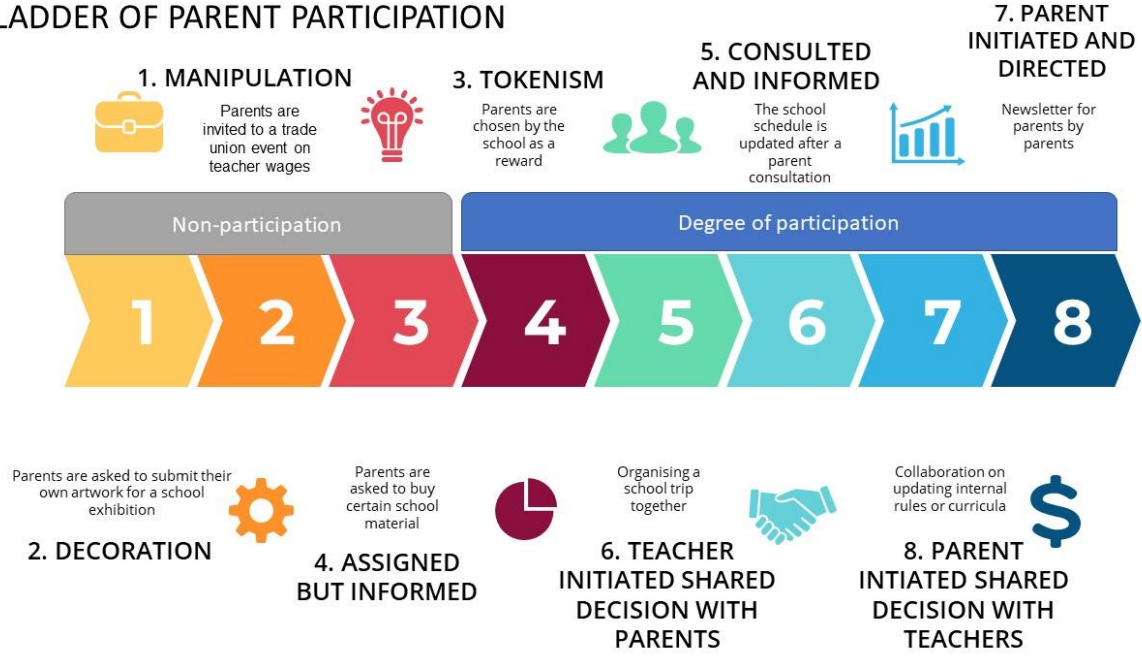 LADDER OF PARENT PARTICIPATION
1. MANIPULATION
Parents are
invited to a trade
union event on
teacher wages
3. TOKENISM
Parents are
chosen by the
school as a
reward
5. CONSULTED
AND INFORMED
The school
schedule is
updated after a
parent
consultation
7. PARENT
INITIATED AND
DIRECTED
Newsletter for
parents by
parents
Non-participation
Degree of participation
1
2
3
4
5
6
7
8
Parents are asked to submit their
own artwork for a school
exhibition
2. DECORATION
Parents are
asked to buy
certain school
material
4. ASSIGNED
BUT INFORMED
Organising a
school trip
together
6. TEACHER
INITIATED SHARED
DECISION WITH
PARENTS
Collaboration on
updating internal
rules or curricula
8. PARENT
INTIATED SHARED
DECISION WITH
TEACHERS